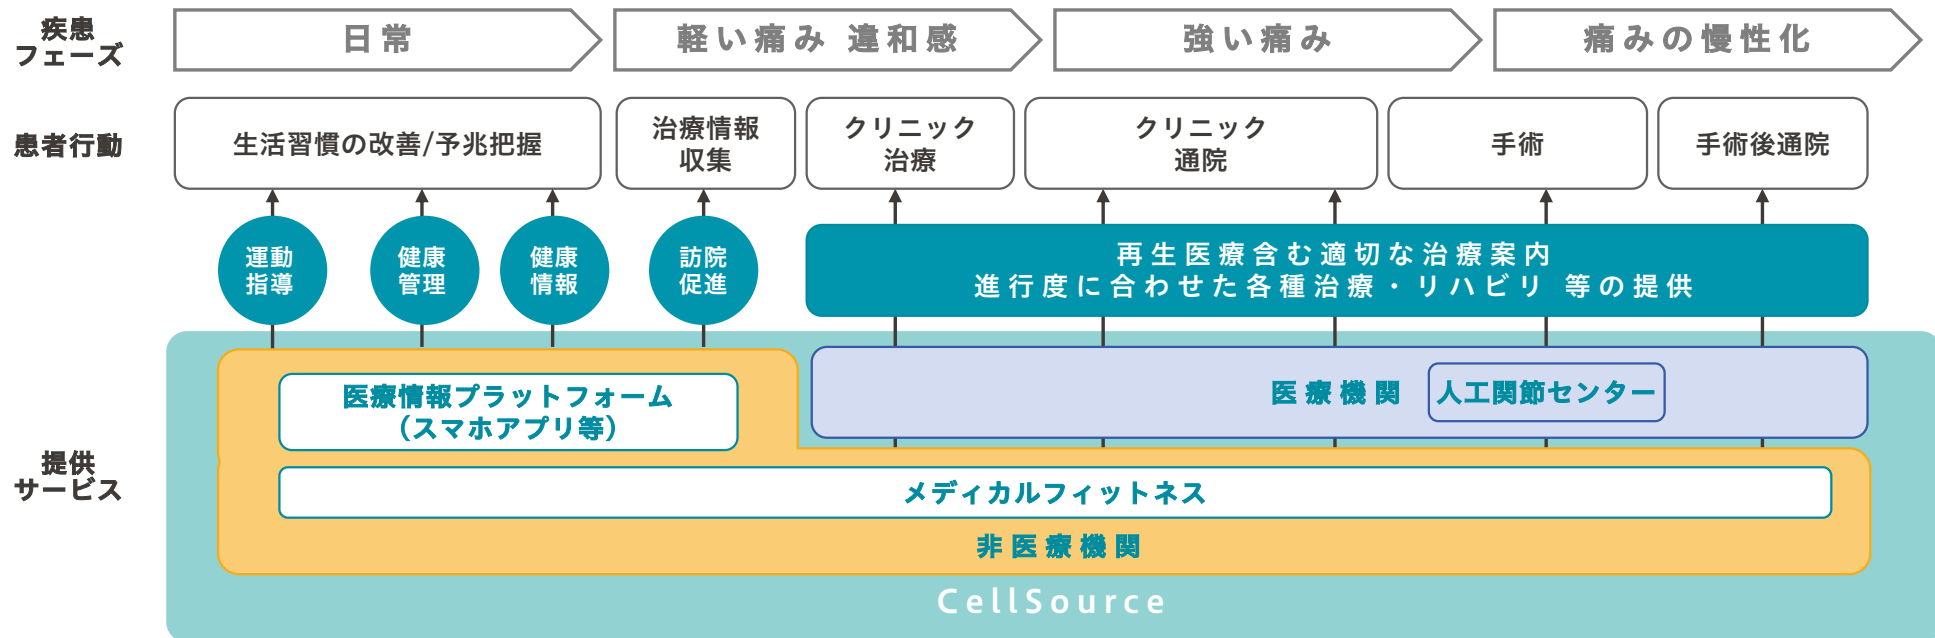 疾患
フェーズ
日常
軽い痛み 違和感
強い痛み
痛みの慢性化
患者行動
生活習慣の改善/予兆把握
治療情報
収集
クリニック
治療
クリニック
通院
手術
手術後通院
運動
指導
健康
管理
健康
情報
訪院
促進
再生医療含む適切な治療案内
進行度に合わせた各種治療・リハビリ 等の提供
提供
サービス
医療情報プラットフォーム
（スマホアプリ等）
医療機関
人工関節センター
メディカルフィットネス
非医療機関
CellSource